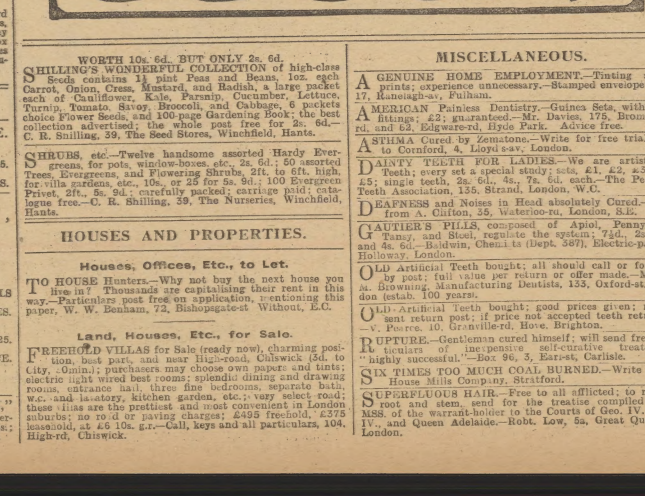 WORTH 10s. 6d., BUT ONLY 2s. 6d.
SHILLING'S WONDERFUL COLLECTION of high-class
Seeds contains 1½ pint Peas and Beans, 1oz. each
Carrot, Onion, Cress, Mustard, and Radish, a large packet
each of Cauliflower, Kale, Parsnip, Cucumber, Lettuce,
Turnip, Tomato, Savoy, Broccoli, and Cabbage, 6 packets
choice Flower Seeds, and 100-page Gardening Book; the best
collection advertised; the whole post free for 2s. 6d.—
C. R. Shilling, 39, The Seed Stores, Winchfield, Hants.
SHRUBS, etc.—Twelve handsome assorted Hardy Ever-
greens, for pots, window-boxes, etc., 2s. 6d.; 50 assorted
Trees, Evergreens, and Flowering Shrubs, 2ft. to 6ft. high,
for villa gardens, etc., 10s., or 25 for 5s. 9d.; 100 Evergreen
Privet, 2ft., 5s. 9d.; carefully packed; carriage paid; cata-
logue free.—C. R. Shilling, 39, The Nurseries, Winchfield,
Hants.
HOUSES AND PROPERTIES.
Houses, Offices, Etc., to Let.
TO HOUSE Hunters.—Why not buy the next house you
live in? Thousands are capitalising their rent in this
way.—Particulars post free on application, mentioning this
paper, W. W. Benham, 72, Bishopsgate-st Without, E.C.
Land, Houses, Etc., for Sale.
FREEHOLD VILLAS for Sale (ready now), charming posi-
tion, best part, and near High-road, Chiswick (3d. to
City, min.); purchasers may choose own papers and tints;
electric light wired best rooms; splendid dining and drawing
rooms, entrance hall, three fine bedrooms, separate bath,
w.c. and lavatory, kitchen garden, etc.; very select road;
these villas are the prettiest and most convenient in London
suburbs; no road or paving charges; £495 freehold, £375
leasehold, at £6 10s. g.r.—Call, keys and all particulars, 104,
High-rd, Chiswick.
MISCELLANEOUS.
A GENUINE HOME EMPLOYMENT.—Tinting
prints; experience unnecessary.—Stamped envelope
17, Ranelagh-av, Fulham.
AMERICAN Painless Dentistry.—Guinea Sets, with
fittings; £2; guaranteed.—Mr. Davies, 175, Brom
rd, and 62, Edgware-rd, Hyde Park. Advice free.
ASTHMA Cured by Zematone.—Write for free trial
to Cornford, 4, Lloyd's-av, London.
DAINTY TEETH FOR LADIES.—We are artis
Teeth; every set a special study; sets, £1, £2, £3
£5; single teeth, 2s. 6d., 4s., 7s. 6d. each.—The Pe
Teeth Association, 135, Strand, London, W.C.
DEAFNESS and Noises in Head absolutely Cured.—
from A. Clifton, 35, Waterloo-rd, London, S.E.
GAUTIER'S PILLS, composed of Apiol, Penny
Tansy, and Steel, regulate the system; 7½d., 2s
and 4s. 6d.—Baldwin, Chemists (Dept. 387), Electric-p
Holloway, London.
OLD Artificial Teeth bought; all should call or fo
by post; full value per return or offer made.—M
M. Browning, Manufacturing Dentists, 133, Oxford-st
don (estab. 100 years).
OLD Artificial Teeth bought; good prices given; m
sent return post; if price not accepted teeth retu
—V. Pearce, 10, Granville-rd, Hove, Brighton.
RUPTURE.—Gentleman cured himself; will send free
ticulars of inexpensive self-curative treat
"highly successful."—Box 96, 3, Earl-st, Carlisle.
SIX TIMES TOO MUCH COAL BURNED.—Write
House Mills Company, Stratford.
SUPERFLUOUS HAIR.—Free to all afflicted; to r
root and stem, send for the treatise compiled
MSS. of the warrant-holder to the Courts of Geo. IV.,
IV., and Queen Adelaide.—Robt. Low, 5a, Great Qu
London.